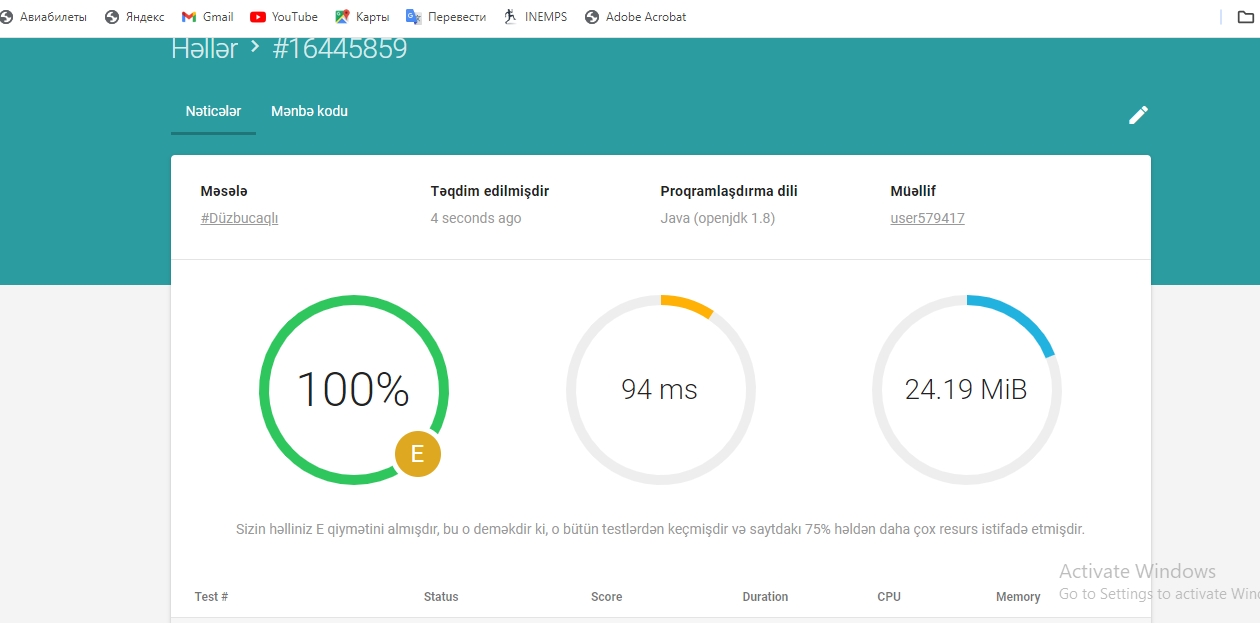 Авиабилеты Яндекс Gmail YouTube Карты Перевести INEMPS Adobe Acrobat
Həllər > #16445859
Nəticələr Mənbə kodu
Məsələ Təqdim edilmişdir Proqramlaşdırma dili Müəllif
#Düzbucaqlı 4 seconds ago Java (openjdk 1.8) user579417
100% 94 ms 24.19 MiB
E
Sizin həlliniz E qiymətini almışdır, bu o deməkdir ki, o bütün testlərdən keçmişdir və saytdakı 75% həldən daha çox resurs istifadə etmişdir.
Activate Windows
Go to Settings to activate Win
Test # Status Score Duration CPU Memory